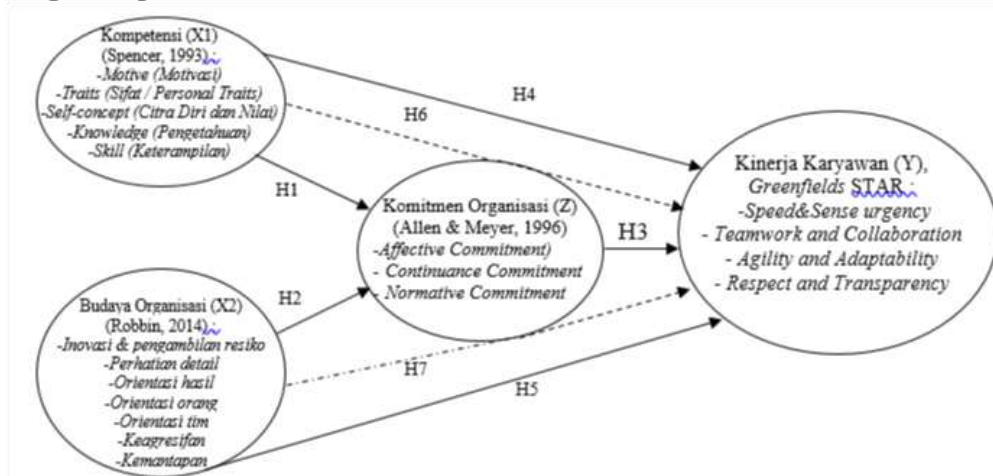 Kompetensi (X1)
(Spencer, 1993) :
-Motive (Motivasi)
-Traits (Sifat / Personal Traits)
-Self-concept (Citra Diri dan Nilai)
-Knowledge (Pengetahuan)
-Skill (Keterampilan)
H4
H6
H1
Komitmen Organisasi (Z)
(Allen & Meyer, 1996)
-Affective Commitment)
- Continuance Commitment
- Normative Commitment
H3
Kinerja Karyawan (Y),
Greenfields STAR :
-Speed&Sense urgency
- Teamwork and Collaboration
- Agility and Adaptability
- Respect and Transparency
H2
Budaya Organisasi (X2)
(Robbin, 2014) :
-Inovasi & pengambilan resiko
-Perhatian detail
-Orientasi hasil
-Orientasi orang
-Orientasi tim
-Keagresifan
-Kemantapan
H7
H5